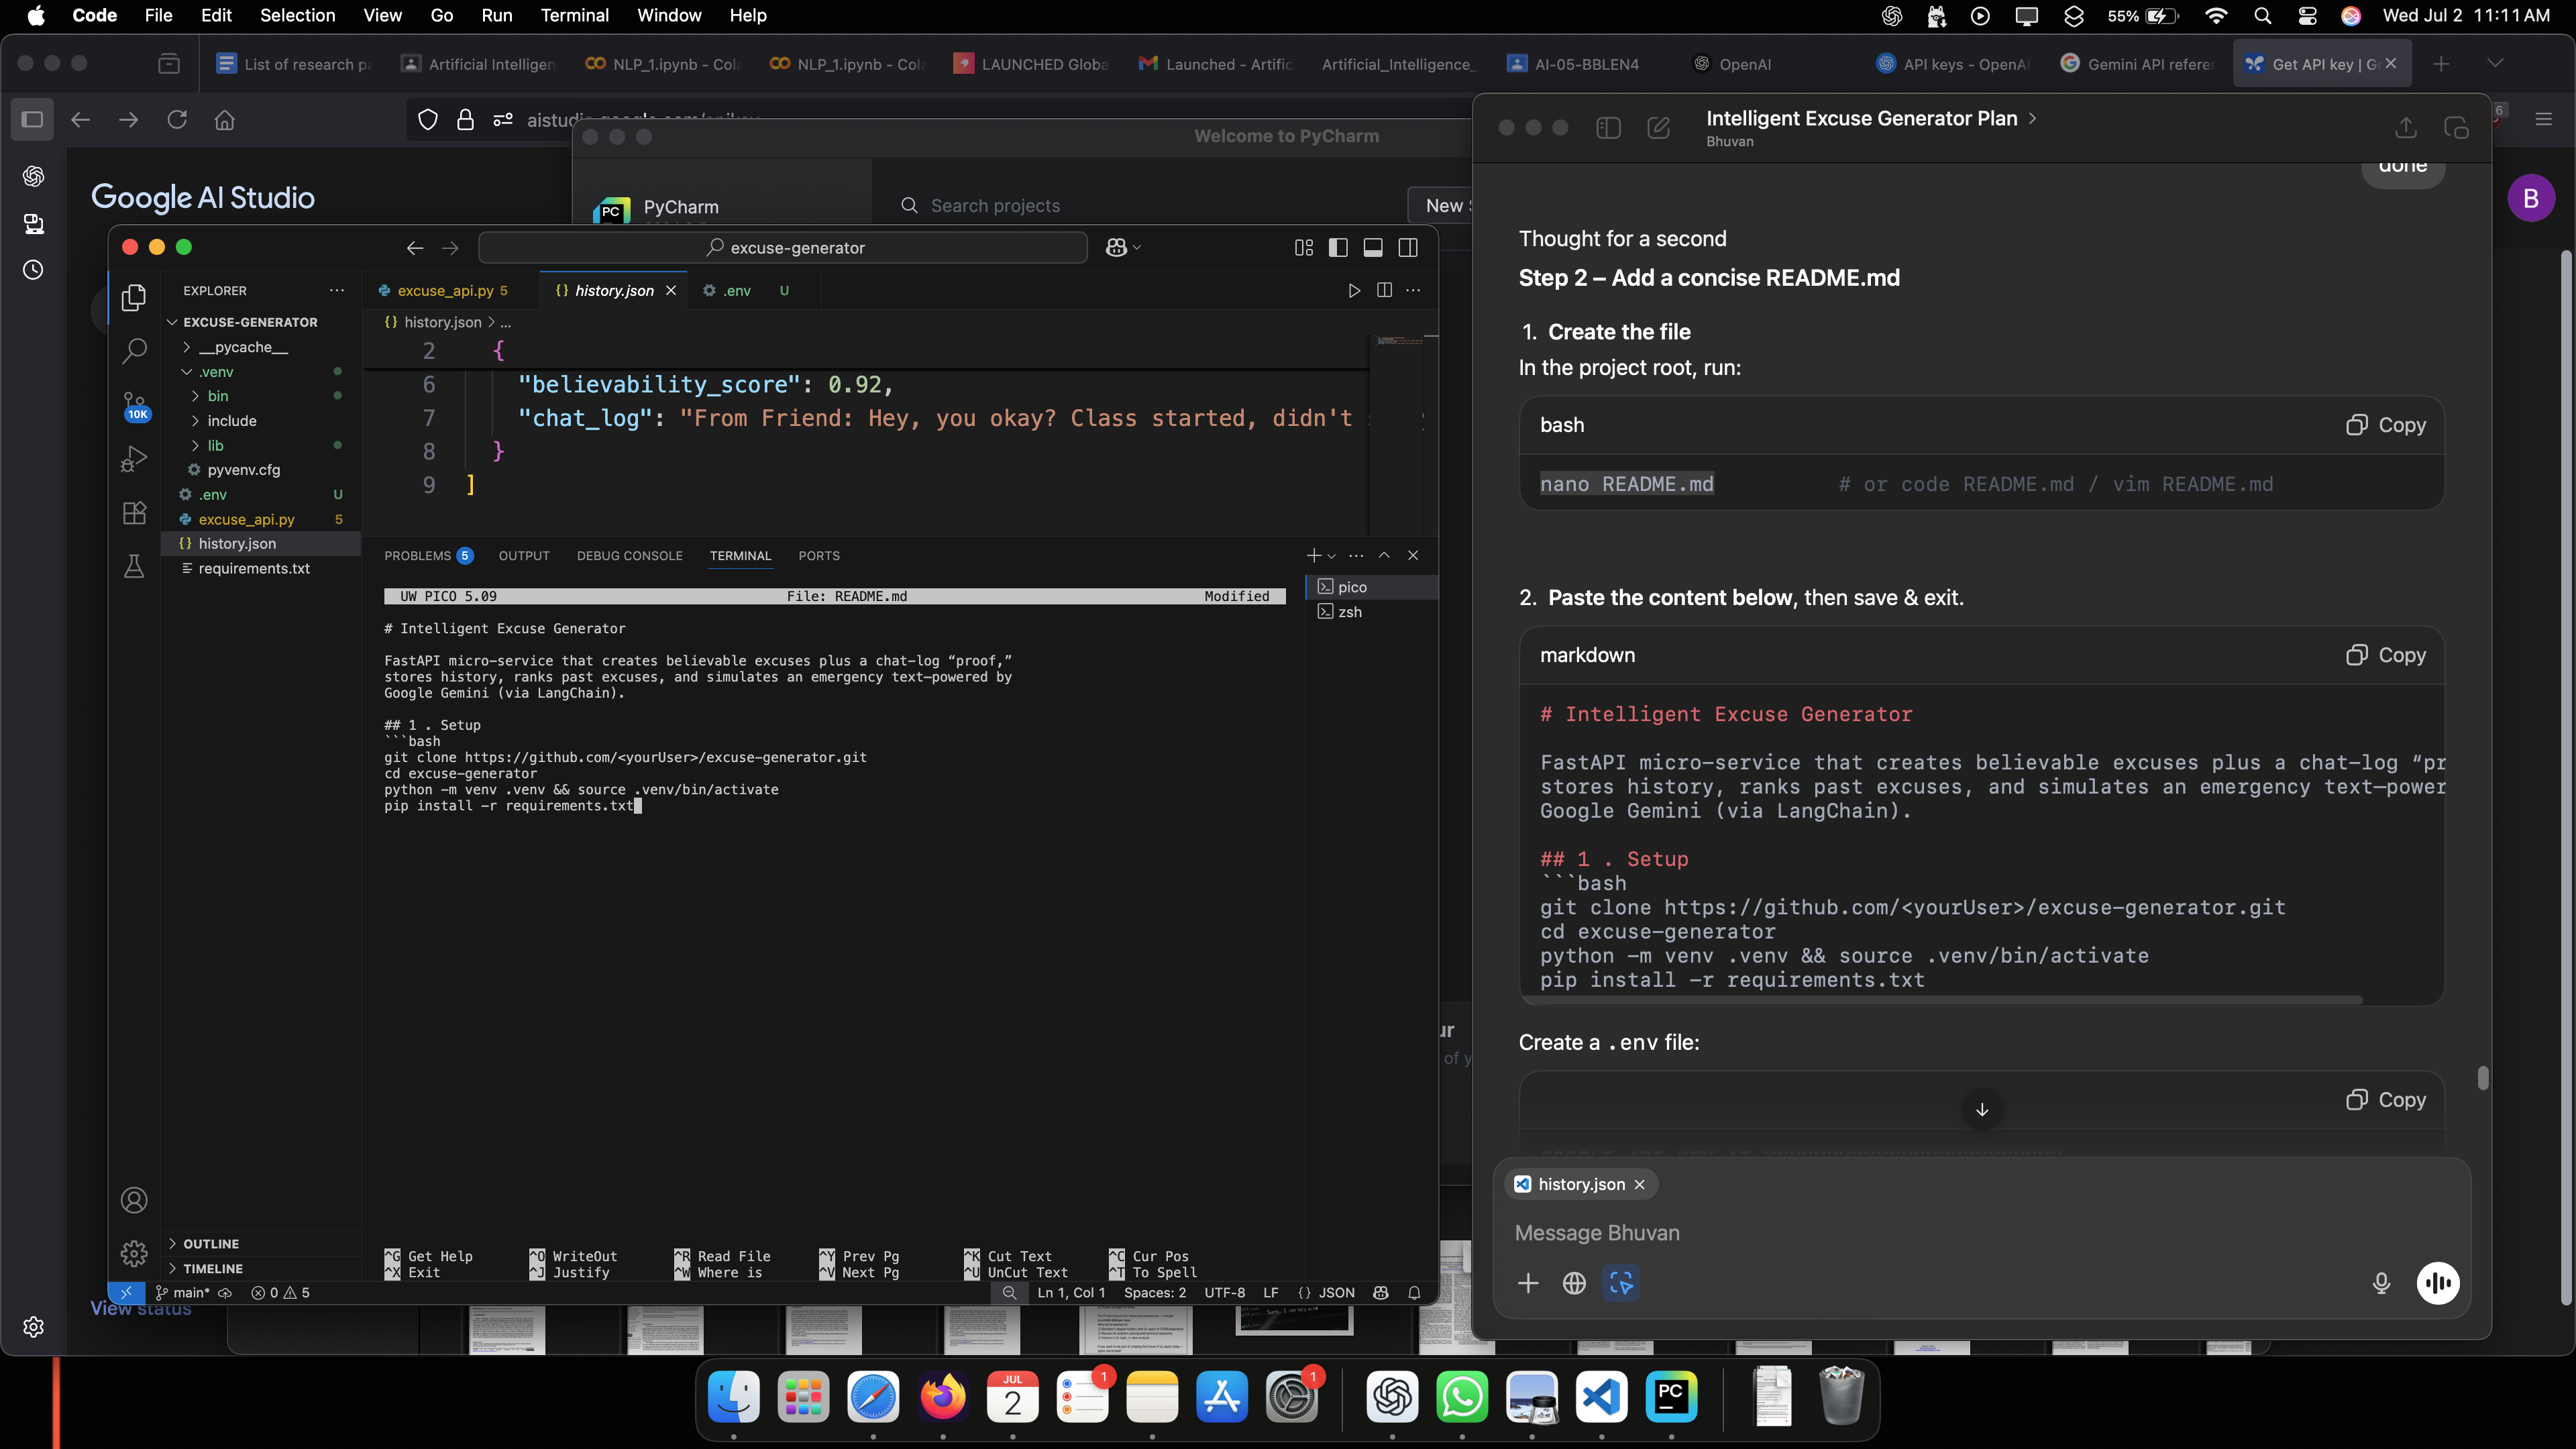 Code File Edit Selection View Go Run Terminal Window Help
55% Wed Jul 2 11:11 AM
List of research pa
Artificial Intelligen
NLP_1.ipynb - Cola
NLP_1.ipynb - Cola
LAUNCHED Globa
Launched - Artific
Artificial_Intelligence_
AI-05-BBLEN4
OpenAI
API keys - OpenAI
Gemini API referer
Get API key | G
6
Google AI Studio
B
View status
Welcome to PyCharm
PC
PyCharm
Search projects
New
ur
of y
excuse-generator
EXPLORER
EXCUSE-GENERATOR
__pycache__
.venv
bin
include
lib
pyvenv.cfg
.env U
excuse_api.py 5
{} history.json
requirements.txt
10K
OUTLINE
TIMELINE
excuse_api.py 5
{} history.json
.env U
{} history.json > ...
2 {
6 "believability_score": 0.92,
7 "chat_log": "From Friend: Hey, you okay? Class started, didn't
8 }
9 ]
PROBLEMS 5 OUTPUT DEBUG CONSOLE TERMINAL PORTS
pico
zsh
UW PICO 5.09 File: README.md Modified
# Intelligent Excuse Generator
FastAPI micro-service that creates believable excuses plus a chat-log “proof,”
stores history, ranks past excuses, and simulates an emergency text—powered by
Google Gemini (via LangChain).
## 1 . Setup
```bash
git clone https://github.com/<yourUser>/excuse-generator.git
cd excuse-generator
python -m venv .venv && source .venv/bin/activate
pip install -r requirements.txt
^G Get Help ^O WriteOut ^R Read File ^Y Prev Pg ^K Cut Text ^C Cur Pos
^X Exit ^J Justify ^W Where is ^V Next Pg ^U UnCut Text ^T To Spell
main* 0 5 Ln 1, Col 1 Spaces: 2 UTF-8 LF {} JSON
Intelligent Excuse Generator Plan >
Bhuvan
done
Thought for a second
Step 2 – Add a concise README.md
1. Create the file
In the project root, run:
bash
Copy
nano README.md # or code README.md / vim README.md
2. Paste the content below, then save & exit.
markdown
Copy
# Intelligent Excuse Generator
FastAPI micro-service that creates believable excuses plus a chat-log “pr
stores history, ranks past excuses, and simulates an emergency text—power
Google Gemini (via LangChain).
## 1 . Setup
```bash
git clone https://github.com/<yourUser>/excuse-generator.git
cd excuse-generator
python -m venv .venv && source .venv/bin/activate
pip install -r requirements.txt
Create a .env file:
Copy
history.json
Message Bhuvan
JUL
2
1
1
PC